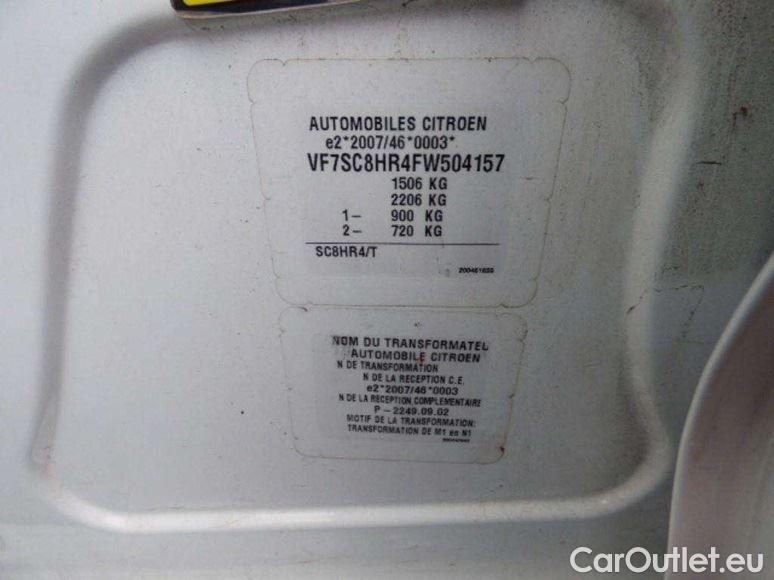 AUTOMOBILES CITROEN
e2*2007/46*0003*
VF7SC8HR4FW504157
1506 KG
2206 KG
1- 900 KG
2- 720 KG
SC8HR4/T
NOM DU TRANSFORMATEU
AUTOMOBILE CITROEN
N DE TRANSFORMATION
N DE LA RECEPTION C.E.
e2*2007/46*0003
N DE LA RECEPTION COMPLEMENTAIRE
P-2249.09.02
MOTIF DE LA TRANSFORMATION:
TRANSFORMATION DE M1 en N1
CarOutlet.eu